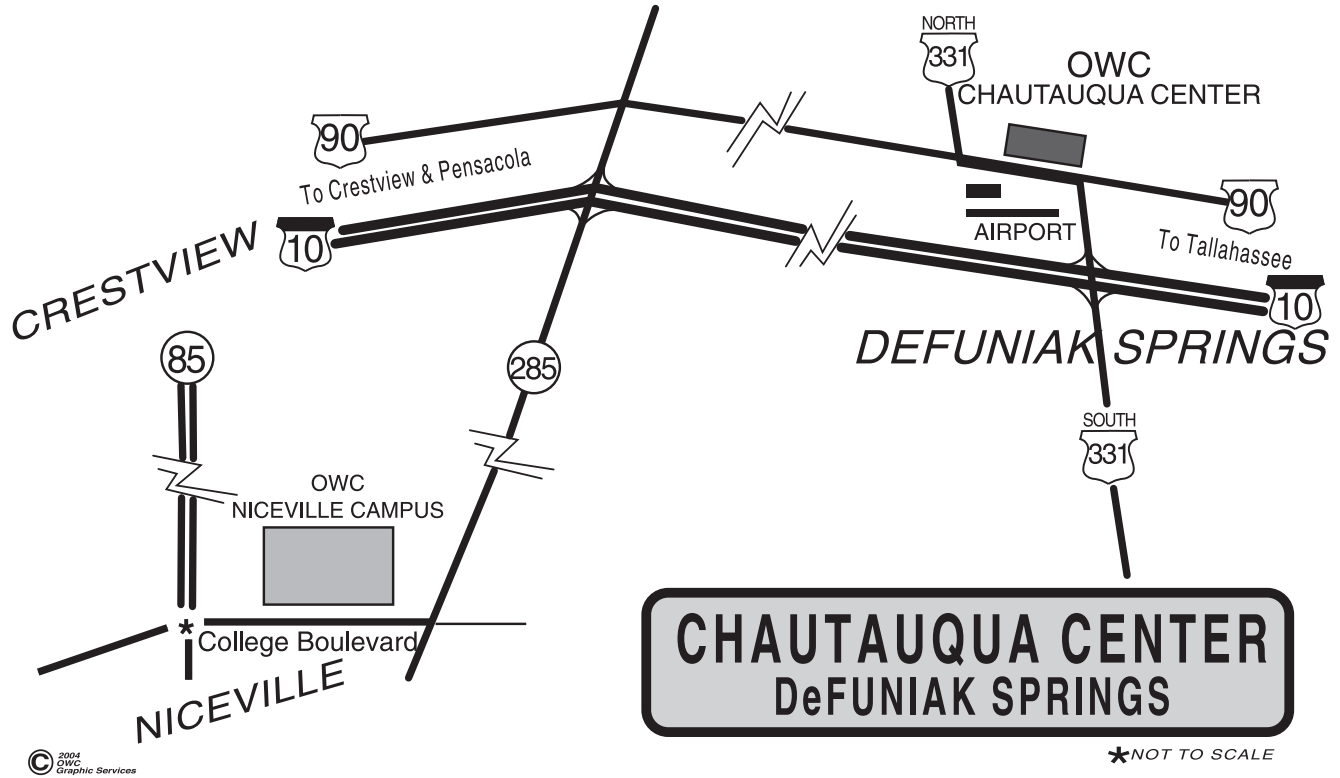 NORTH
331
OWC
CHAUTAUQUA CENTER
90
To Crestview & Pensacola
90
AIRPORT
To Tallahassee
CRESTVIEW
10
10
DEFUNIAK SPRINGS
85
285
SOUTH
331
OWC
NICEVILLE CAMPUS
*
College Boulevard
NICEVILLE
CHAUTAUQUA CENTER
DeFUNIAK SPRINGS
*NOT TO SCALE
© 2004
OWC
Graphic Services